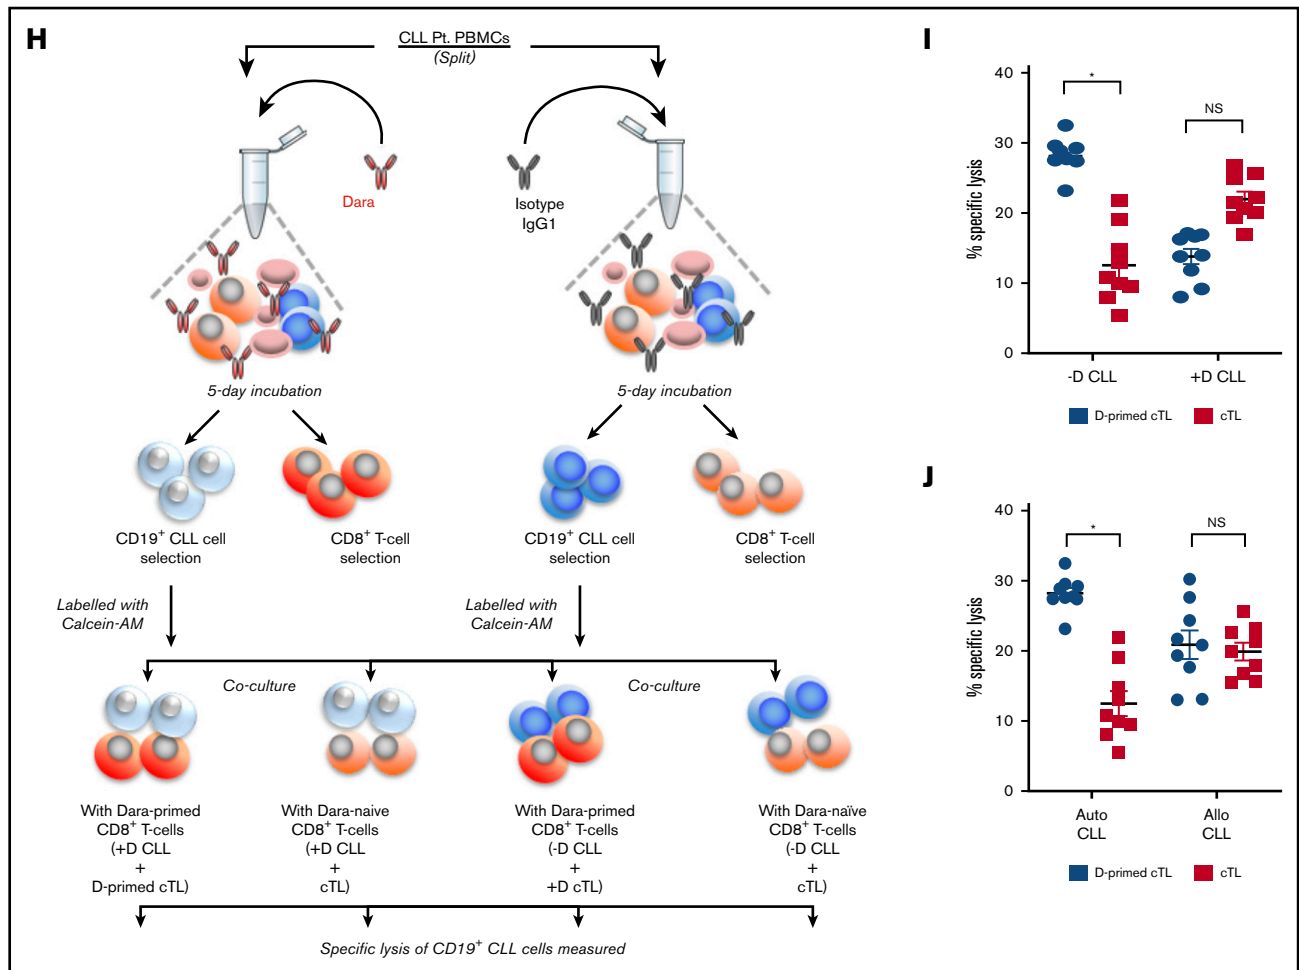 H
CLL Pt. PBMCs
(Split)
Dara
Isotype
IgG1
5-day incubation
5-day incubation
CD19+ CLL cell
selection
CD8+ T-cell
selection
CD19+ CLL cell
selection
CD8+ T-cell
selection
Labelled with
Calcein-AM
Labelled with
Calcein-AM
Co-culture
Co-culture
With Dara-primed
CD8+ T-cells
(+D CLL
+
D-primed cTL)
With Dara-naive
CD8+ T-cells
(+D CLL
+
cTL)
With Dara-primed
CD8+ T-cells
(-D CLL
+
+D cTL)
With Dara-naïve
CD8+ T-cells
(-D CLL
+
cTL)
Specific lysis of CD19+ CLL cells measured
I
% specific lysis
40
30
20
10
0
*
NS
-D CLL
+D CLL
D-primed cTL
cTL
J
% specific lysis
40
30
20
10
0
*
NS
Auto
CLL
Allo
CLL
D-primed cTL
cTL